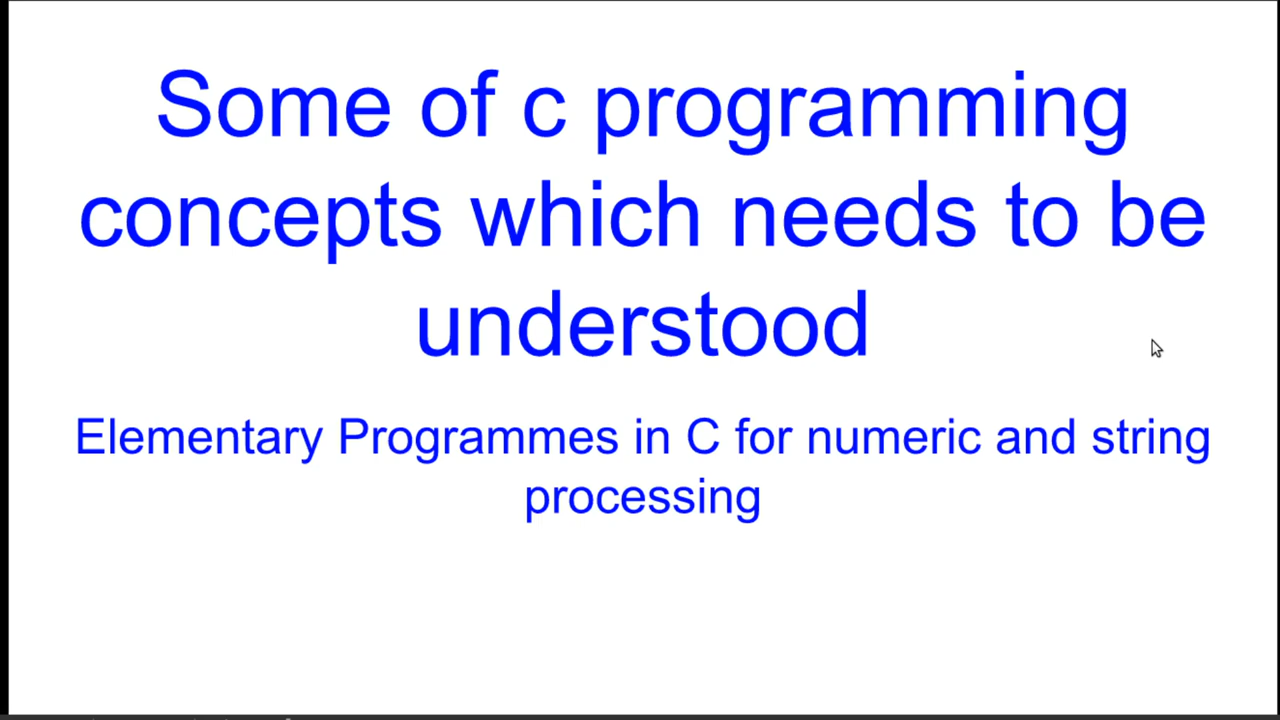 Some of c programming
concepts which needs to be
understood
Elementary Programmes in C for numeric and string
processing